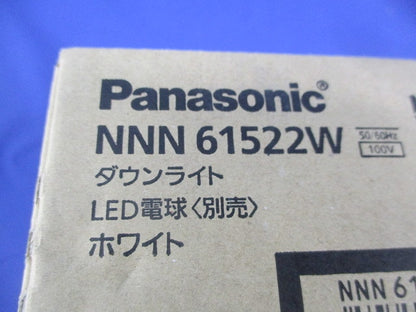 Panasonic®
NNN 61522W
50/60Hz
100V
ダウンライト
LED電球〈別売〉
ホワイト
NNN 61